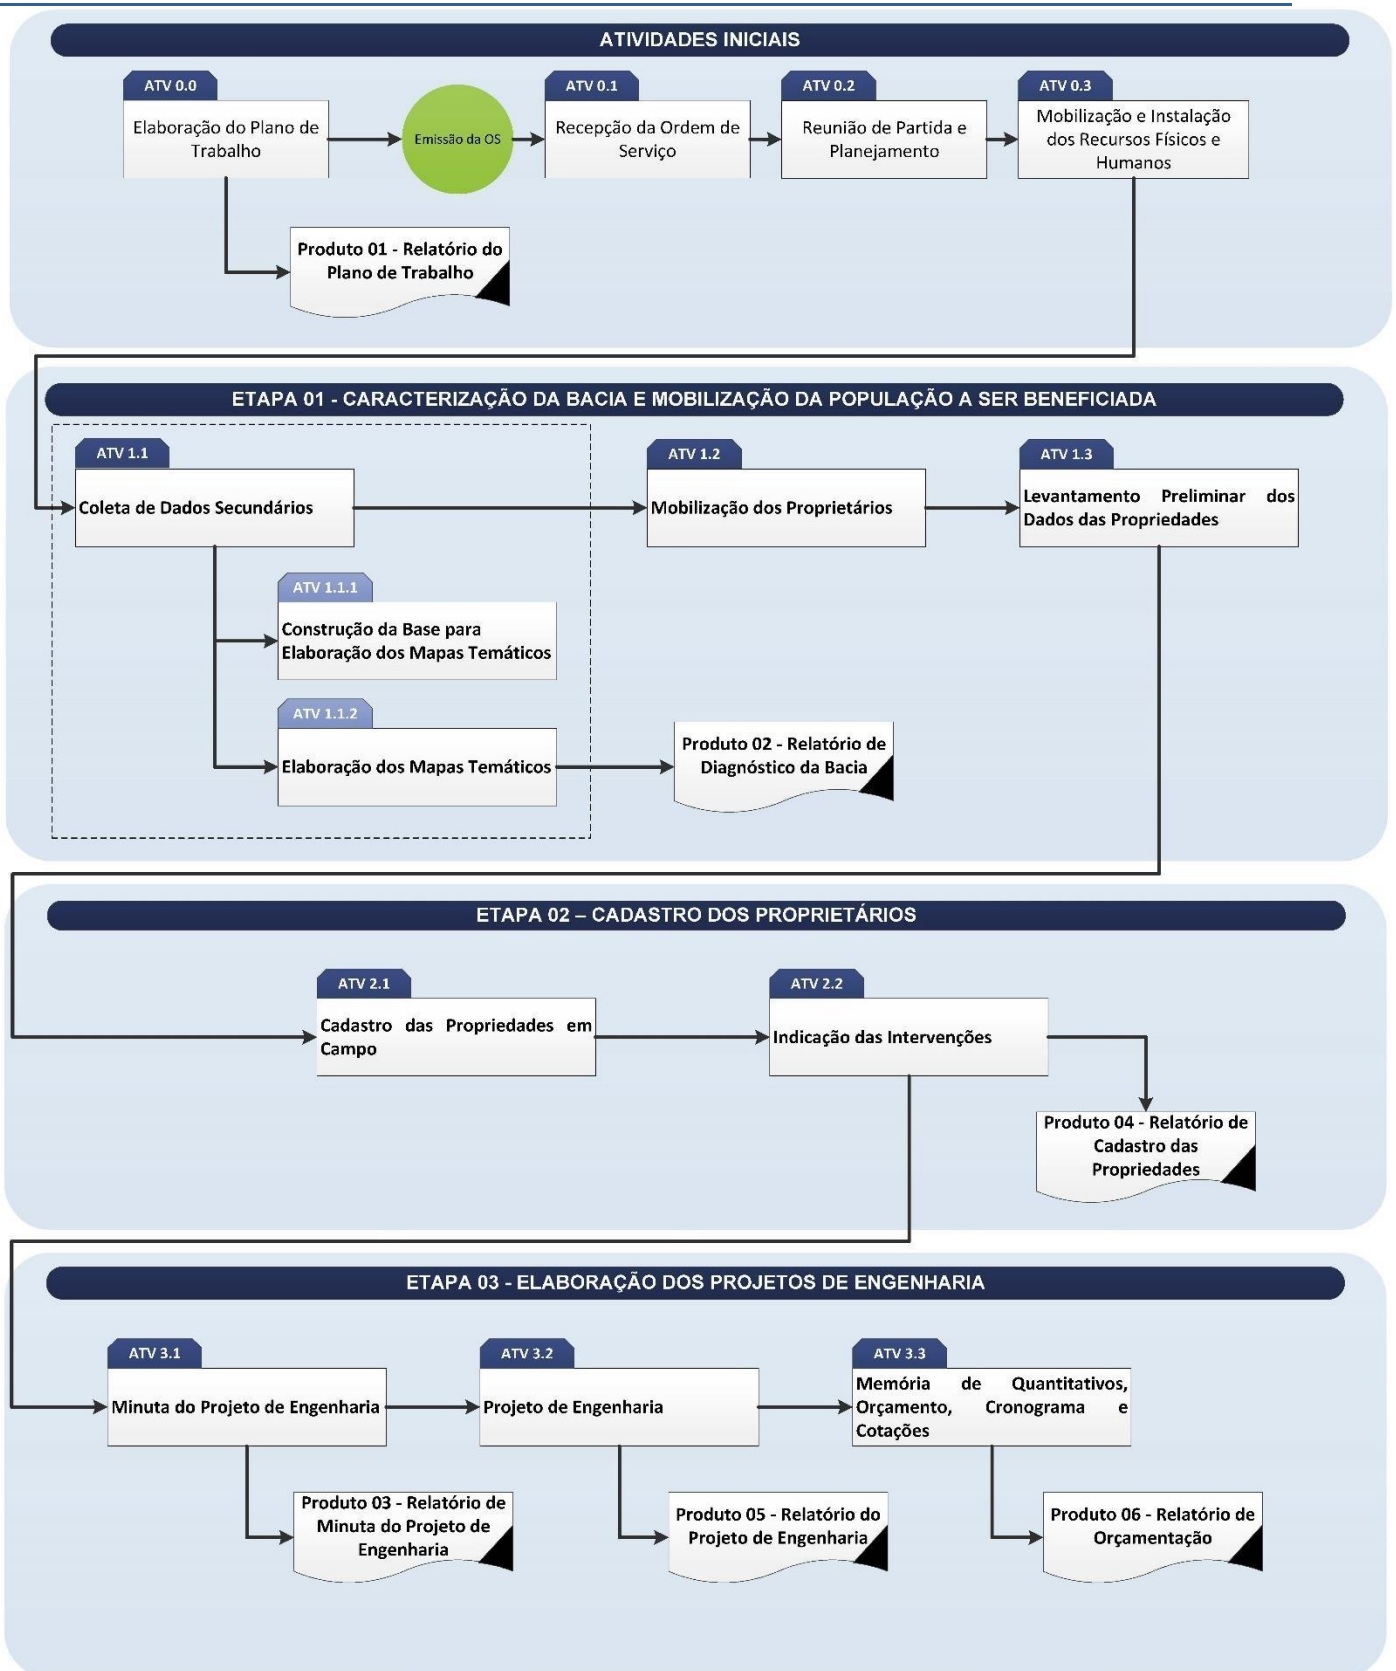 ATIVIDADES INICIAIS
ATV 0.0
Elaboração do Plano de
Trabalho
Emissão da OS
ATV 0.1
Recepção da Ordem de
Serviço
ATV 0.2
Reunião de Partida e
Planejamento
ATV 0.3
Mobilização e Instalação
dos Recursos Físicos e
Humanos
Produto 01 - Relatório do
Plano de Trabalho
ETAPA 01 - CARACTERIZAÇÃO DA BACIA E MOBILIZAÇÃO DA POPULAÇÃO A SER BENEFICIADA
ATV 1.1
Coleta de Dados Secundários
ATV 1.2
Mobilização dos Proprietários
ATV 1.3
Levantamento Preliminar dos
Dados das Propriedades
ATV 1.1.1
Construção da Base para
Elaboração dos Mapas Temáticos
ATV 1.1.2
Elaboração dos Mapas Temáticos
Produto 02 - Relatório de
Diagnóstico da Bacia
ETAPA 02 – CADASTRO DOS PROPRIETÁRIOS
ATV 2.1
Cadastro das Propriedades em
Campo
ATV 2.2
Indicação das Intervenções
Produto 04 - Relatório de
Cadastro das
Propriedades
ETAPA 03 - ELABORAÇÃO DOS PROJETOS DE ENGENHARIA
ATV 3.1
Minuta do Projeto de Engenharia
ATV 3.2
Projeto de Engenharia
ATV 3.3
Memória de Quantitativos,
Orçamento, Cronograma e
Cotações
Produto 03 - Relatório de
Minuta do Projeto de
Engenharia
Produto 05 - Relatório do
Projeto de Engenharia
Produto 06 - Relatório de
Orçamentação